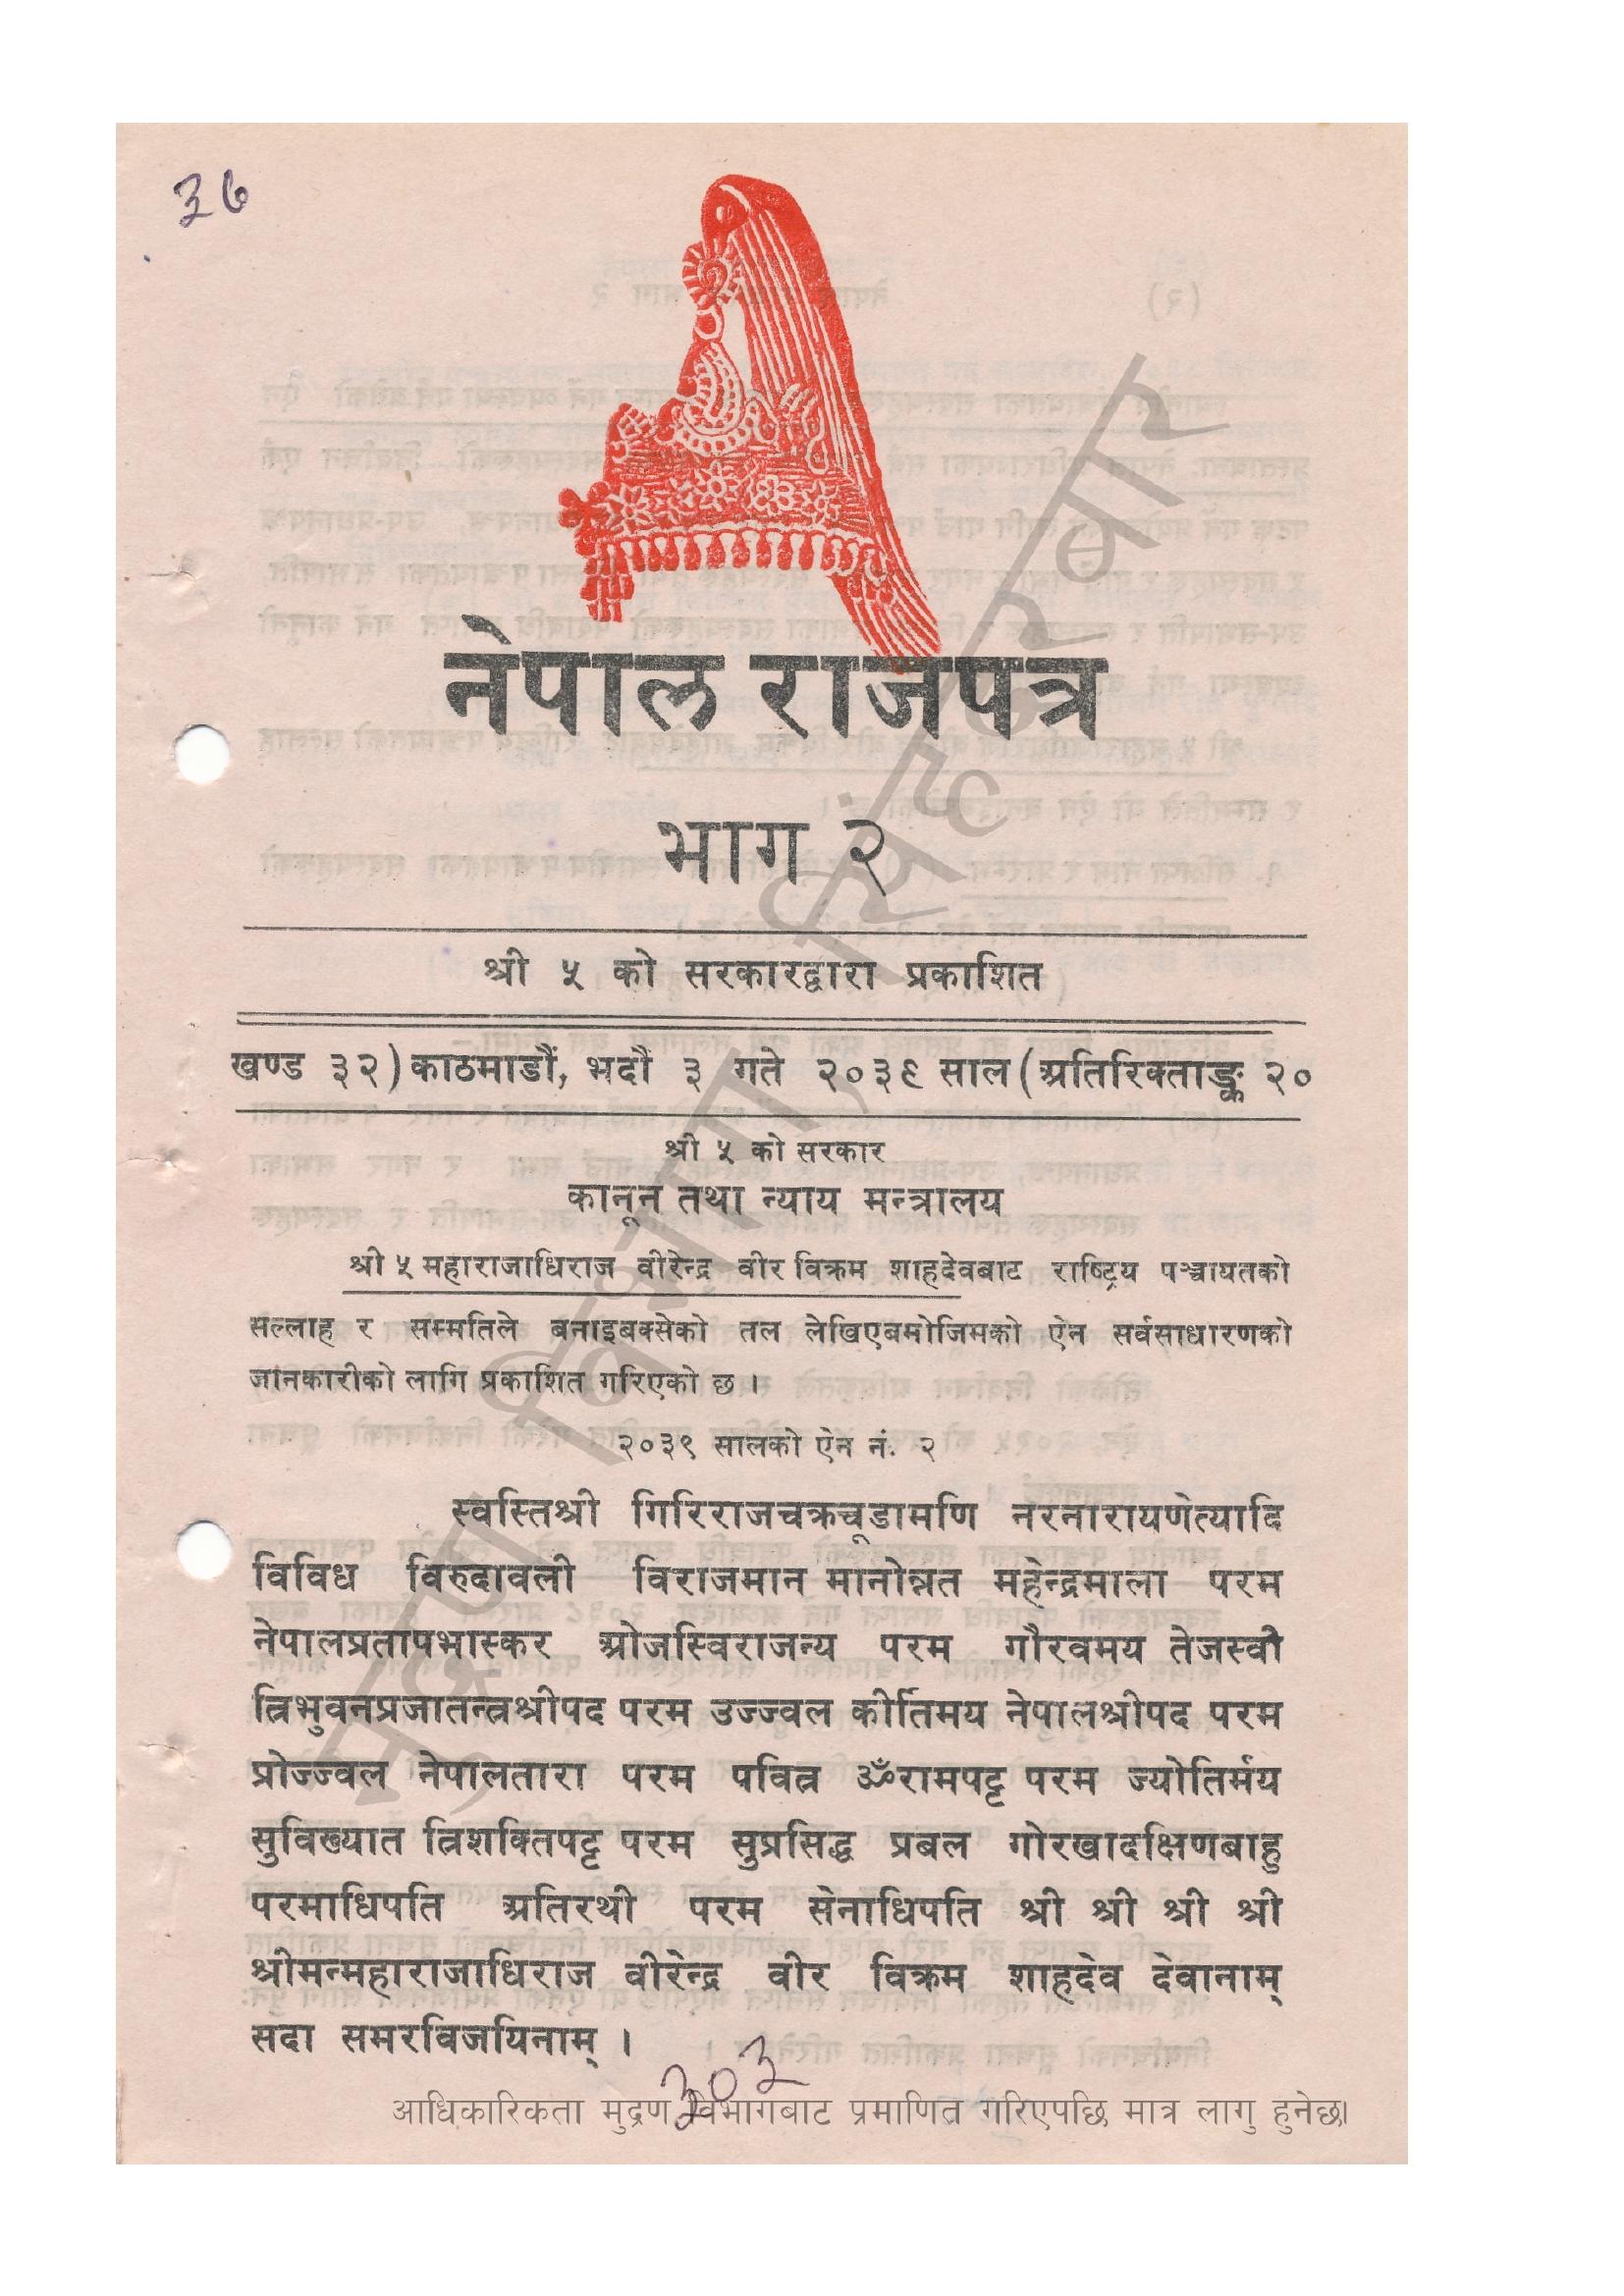 ३७
नेपाल राजपत्र
भाग २
श्री ५ को सरकारद्वारा प्रकाशित
खण्ड ३२) काठमाडौं, भदौ ३ गते २०३९ साल (अतिरिक्ताङ्क २०
श्री ५ को सरकार
कानून तथा न्याय मन्त्रालय
श्री ५ महाराजाधिराज वीरेन्द्र वीर विक्रम शाहदेवबाट राष्ट्रिय पञ्चायतको
सल्लाह र सम्मतिले बनाइबक्सेको तल लेखिएबमोजिमको ऐन सर्वसाधारणको
जानकारीको लागि प्रकाशित गरिएको छ ।
२०३९ सालको ऐन नं. २
स्वस्तिश्री गिरिराजचक्रचूडामणि नरनारायणेत्यादि
विविध विरुदावली विराजमान मानोन्नत महेन्द्रमाला परम
नेपालप्रतापभास्कर ओजस्विराजन्य परम गौरवमय तेजस्वी
त्रिभुवनप्रजातन्त्रश्रीपद परम उज्ज्वल कीर्तिमय नेपालश्रीपद परम
प्रोज्ज्वल नेपालतारा परम पवित्र ॐरामपट्ट परम ज्योतिर्मय
सुविख्यात त्रिशक्तिपट्ट परम सुप्रसिद्ध प्रबल गोरखादक्षिणबाहु
परमाधिपति अतिरथी परम सेनाधिपति श्री श्री श्री श्री
श्रीमन्महाराजाधिराज वीरेन्द्र वीर विक्रम शाहदेव देवानाम्
सदा समरविजयिनाम् ।
३०३
आधिकारिकता मुद्रण विभागबाट प्रमाणित गरिएपछि मात्र लागु हुनेछ।
मुद्रण विभाग, सिंहदरबार